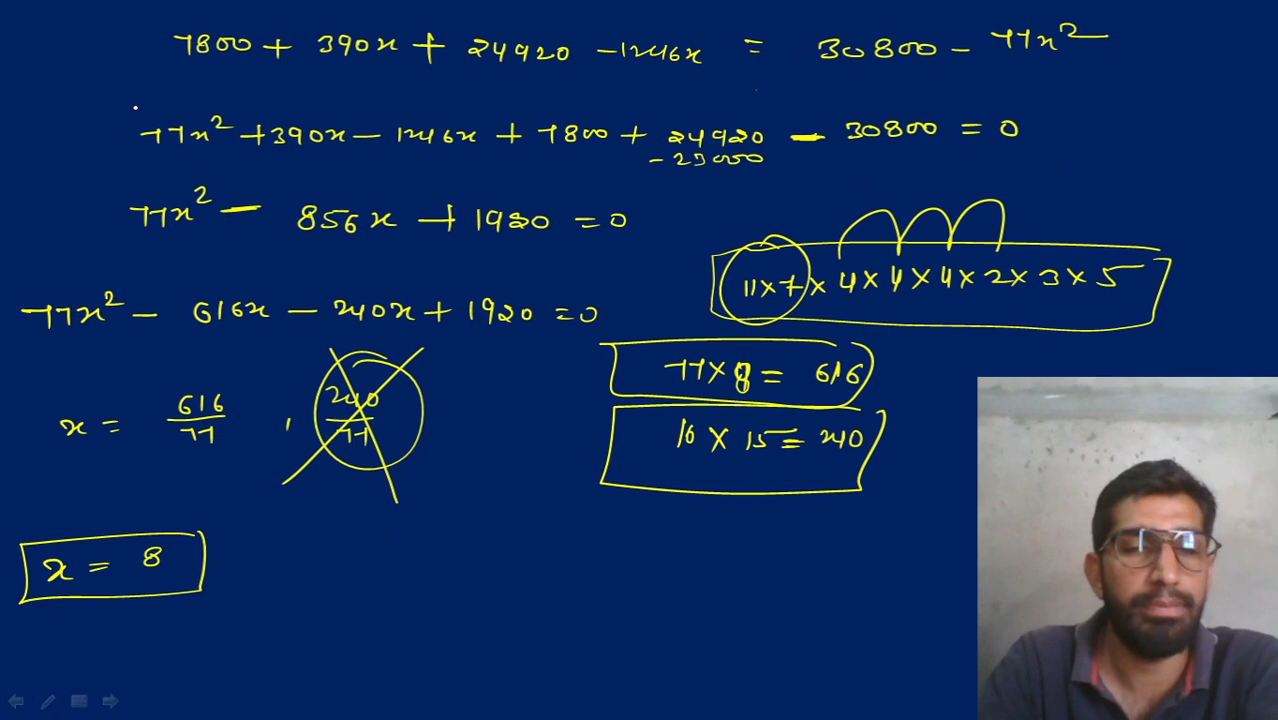 7800 + 390x + 24920 - 1246x = 30800 - 77x²
77x² + 390x - 1246x + 7800 + 24920 - 30800 = 0
- 23000
77x² - 856x + 1920 = 0
11 x 7 x 4 x 4 x 4 x 2 x 3 x 5
77x² - 616x - 240x + 1920 = 0
77 x 8 = 616
x = 616/77 , 240/77
16 x 15 = 240
x = 8